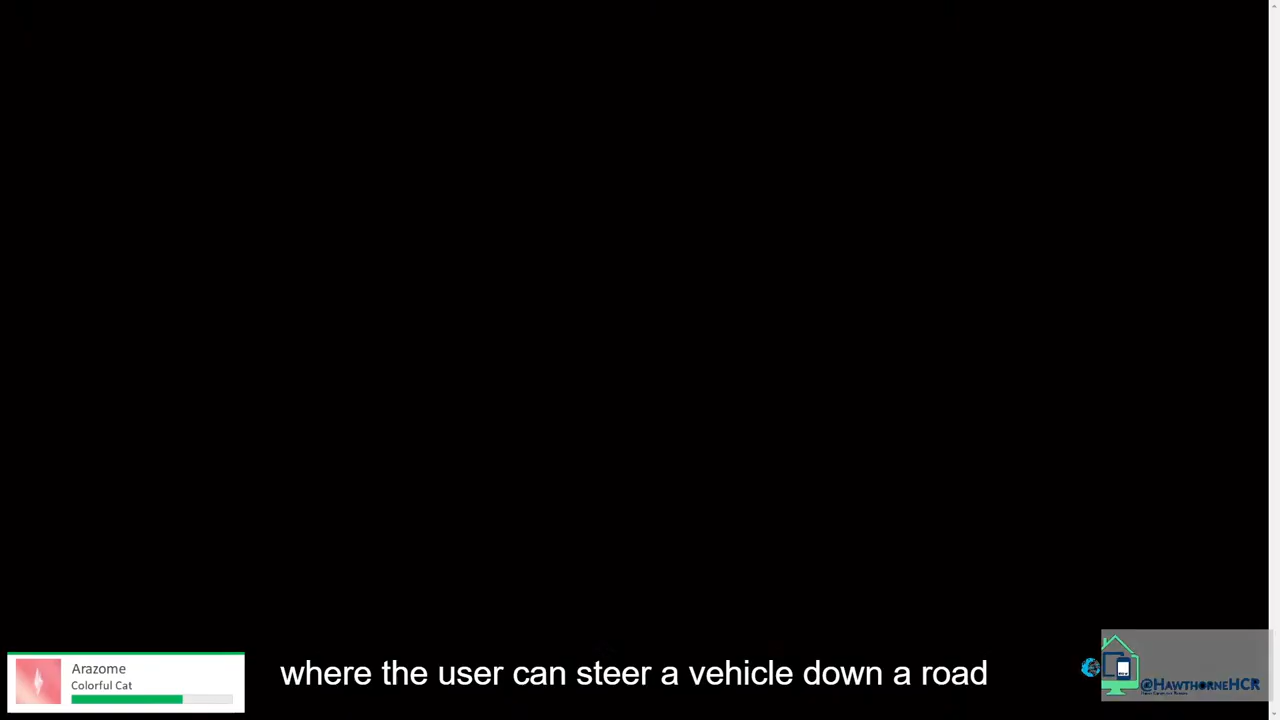 Arazome
Colorful Cat
where the user can steer a vehicle down a road
@HawthorneHCR